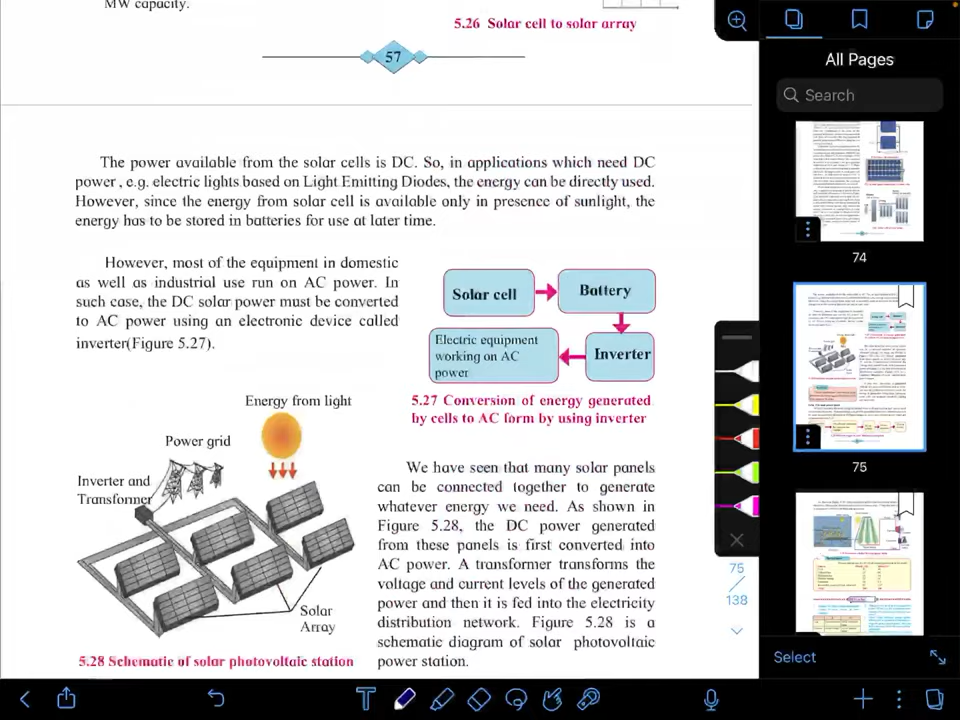 MW capacity.
5.26 Solar cell to solar array
57
The power available from the solar cells is DC. So, in applications which need DC
power , e.g. electric lights based on Light Emitting Diodes, the energy can be directly used.
However, since the energy from solar cell is available only in presence of sunlight, the
energy has to be stored in batteries for use at later time.
However, most of the equipment in domestic
as well as industrial use run on AC power. In
such case, the DC solar power must be converted
to AC power using an electronic device called
inverter(Figure 5.27).
Solar cell
Battery
Electric equipment
working on AC
power
Inverter
5.27 Conversion of energy generated
by cells to AC form by using inverter
Energy from light
Power grid
Inverter and
Transformer
Solar
Array
5.28 Schematic of solar photovoltaic station
We have seen that many solar panels
can be connected together to generate
whatever energy we need. As shown in
Figure 5.28, the DC power generated
from these panels is first converted into
AC power. A transformer transforms the
voltage and current levels of the generated
power and then it is fed into the electricity
distribution network. Figure 5.28 is a
schematic diagram of solar photovoltaic
power station.
75
138
All Pages
Search
74
75
Select